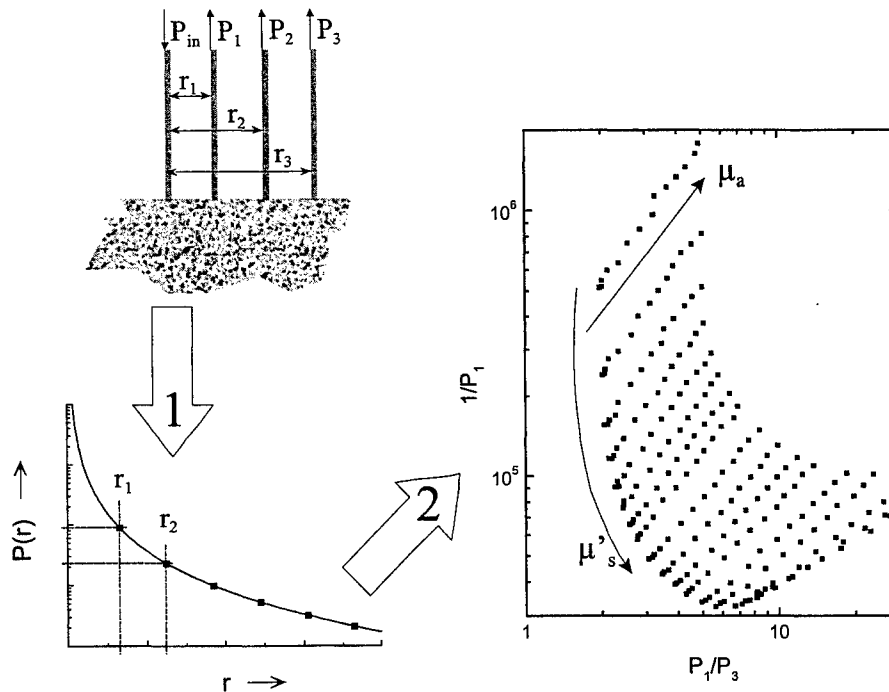 P_in P_1 P_2 P_3
r_1
r_2
r_3
1
P(r) →
r_1
r_2
r →
2
1/P_1
10^6
10^5
μ_a
μ'_s
1
10
P_1/P_3